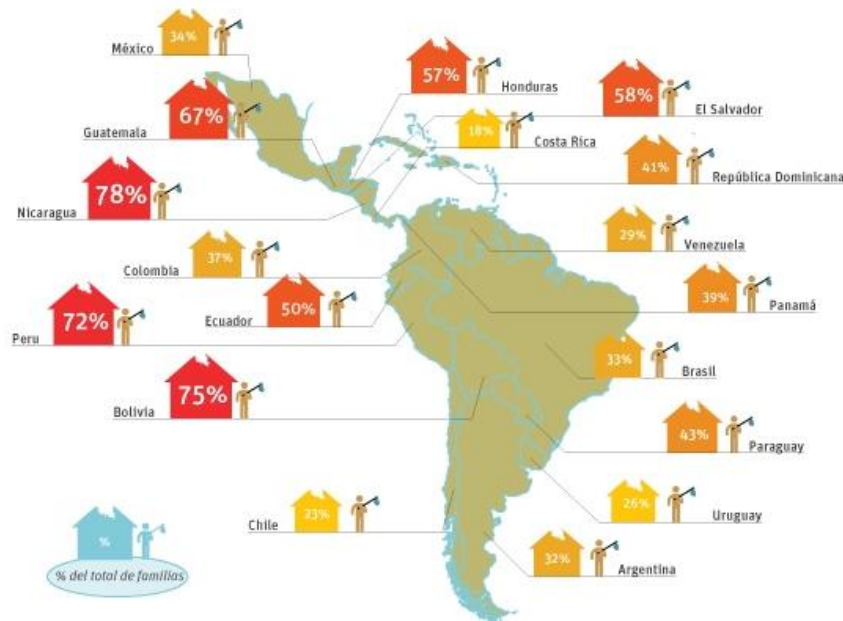 34%
México
57%
Honduras
58%
El Salvador
67%
Guatemala
18%
Costa Rica
41%
República Dominicana
78%
Nicaragua
29%
Venezuela
37%
Colombia
39%
Panamá
72%
Peru
50%
Ecuador
33%
Brasil
75%
Bolivia
43%
Paraguay
23%
Chile
26%
Uruguay
32%
Argentina
%
% del total de familias